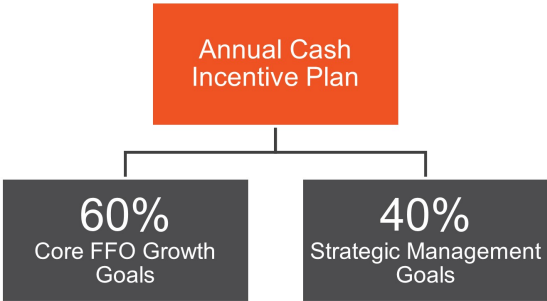 Annual Cash
Incentive Plan
60%
Core FFO Growth
Goals
40%
Strategic Management
Goals